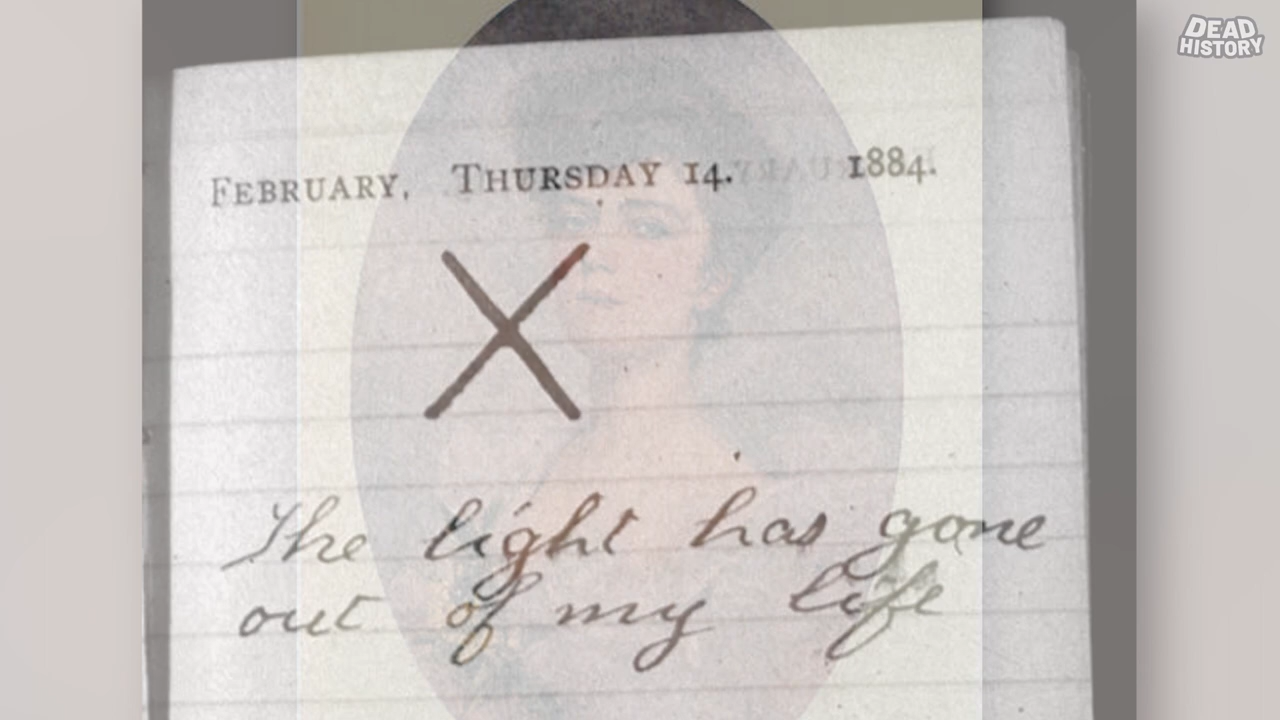 DEAD
HISTORY
FEBRUARY, THURSDAY 14. 1884.
X
The light has gone
out of my life